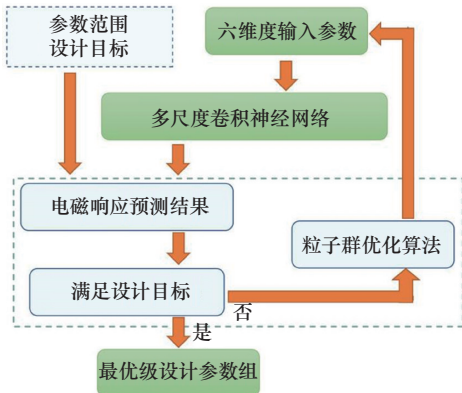 参数范围
设计目标
六维度输入参数
多尺度卷积神经网络
电磁响应预测结果
粒子群优化算法
满足设计目标
否
是
最优级设计参数组